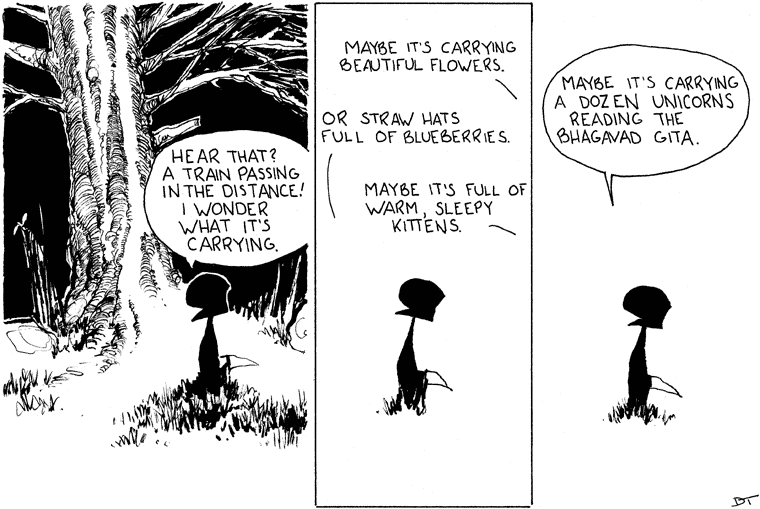 HEAR THAT?
A TRAIN PASSING
IN THE DISTANCE!
I WONDER
WHAT IT'S
CARRYING.
MAYBE IT'S CARRYING
BEAUTIFUL FLOWERS.
OR STRAW HATS
FULL OF BLUEBERRIES.
MAYBE IT'S FULL OF
WARM, SLEEPY
KITTENS.
MAYBE IT'S CARRYING
A DOZEN UNICORNS
READING THE
BHAGAVAD GITA.
DT